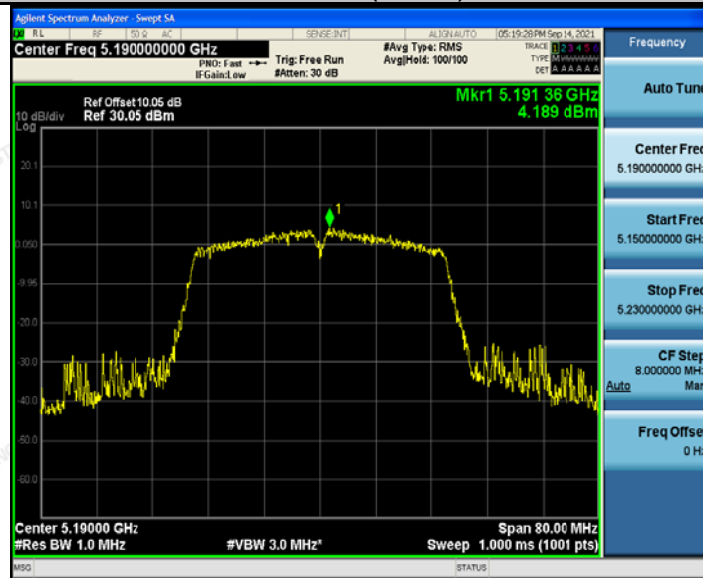 Agilent Spectrum Analyzer - Swept SA
RL RF 50 Ω AC SENSE:INT ALIGN AUTO 05:19:28 PM Sep 14, 2021
Center Freq 5.190000000 GHz
PNO: Fast
IFGain:Low
Trig: Free Run
#Atten: 30 dB
#Avg Type: RMS
Avg|Hold: 100/100
TRACE 1 2 3 4 5 6
TYPE M
DET A A A A A A
Ref Offset 10.05 dB
Ref 30.05 dBm
10 dB/div
Log
Mkr1 5.191 36 GHz
4.189 dBm
20.1
10.1
1
0.050
-9.95
-20.0
-30.0
-40.0
-50.0
-60.0
Center 5.19000 GHz
Span 80.00 MHz
#Res BW 1.0 MHz
#VBW 3.0 MHz*
Sweep 1.000 ms (1001 pts)
MSG
STATUS
Frequency
Auto Tune
Center Freq
5.190000000 GHz
Start Freq
5.150000000 GHz
Stop Freq
5.230000000 GHz
CF Step
8.000000 MHz
Auto Man
Freq Offset
0 Hz